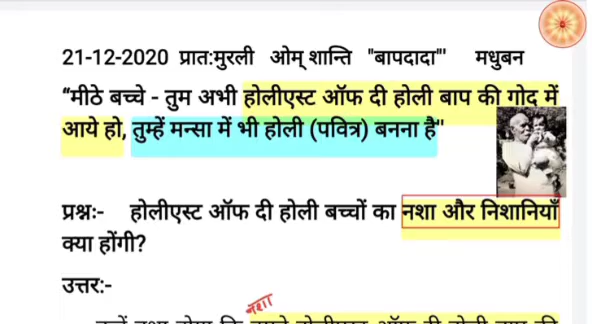 21-12-2020 प्रात:मुरली ओम् शान्ति "बापदादा"' मधुबन
“मीठे बच्चे - तुम अभी होलीएस्ट ऑफ दी होली बाप की गोद में
आये हो, तुम्हें मन्सा में भी होली (पवित्र) बनना है"
प्रश्न:- होलीएस्ट ऑफ दी होली बच्चों का नशा और निशानियाँ
क्या होंगी?
उत्तर:-
नशा